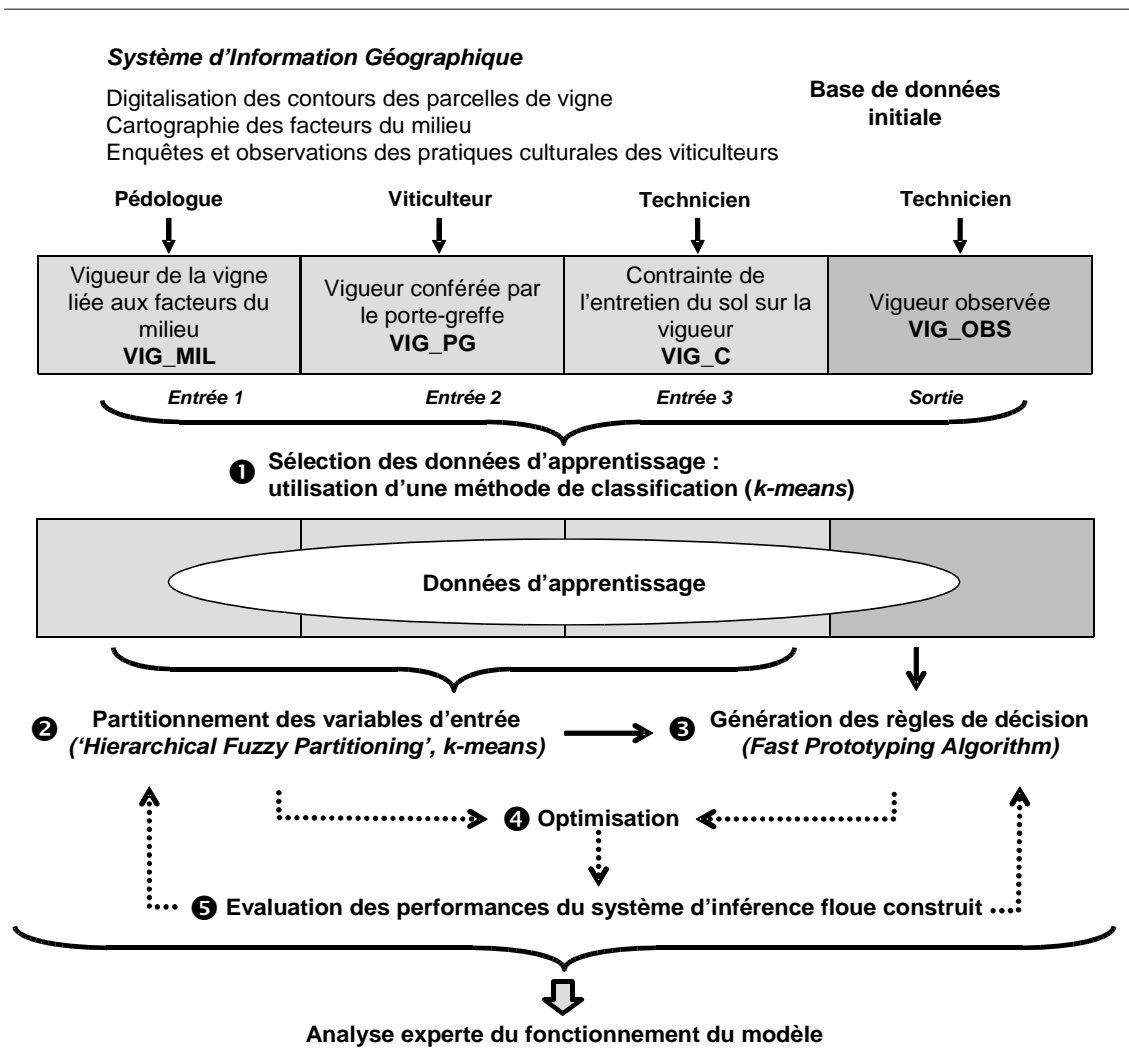 Système d'Information Géographique
Digitalisation des contours des parcelles de vigne
Cartographie des facteurs du milieu
Enquêtes et observations des pratiques culturales des viticulteurs
Base de données
initiale
Pédologue
Viticulteur
Technicien
Technicien
Vigueur de la vigne
liée aux facteurs du
milieu
VIG_MIL
Vigueur conférée par
le porte-greffe
VIG_PG
Contrainte de
l'entretien du sol sur la
vigueur
VIG_C
Vigueur observée
VIG_OBS
Entrée 1
Entrée 2
Entrée 3
Sortie
❶ Sélection des données d'apprentissage :
utilisation d'une méthode de classification (k-means)
Données d'apprentissage
❷ Partitionnement des variables d'entrée
('Hierarchical Fuzzy Partitioning', k-means)
❸ Génération des règles de décision
(Fast Prototyping Algorithm)
❹ Optimisation
❺ Evaluation des performances du système d'inférence floue construit
Analyse experte du fonctionnement du modèle